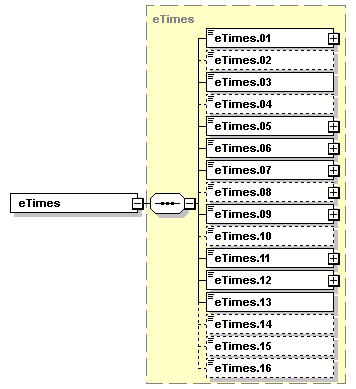 eTimes
eTimes.01
eTimes.02
eTimes.03
eTimes.04
eTimes.05
eTimes.06
eTimes.07
eTimes.08
eTimes
eTimes.09
eTimes.10
eTimes.11
eTimes.12
eTimes.13
eTimes.14
eTimes.15
eTimes.16